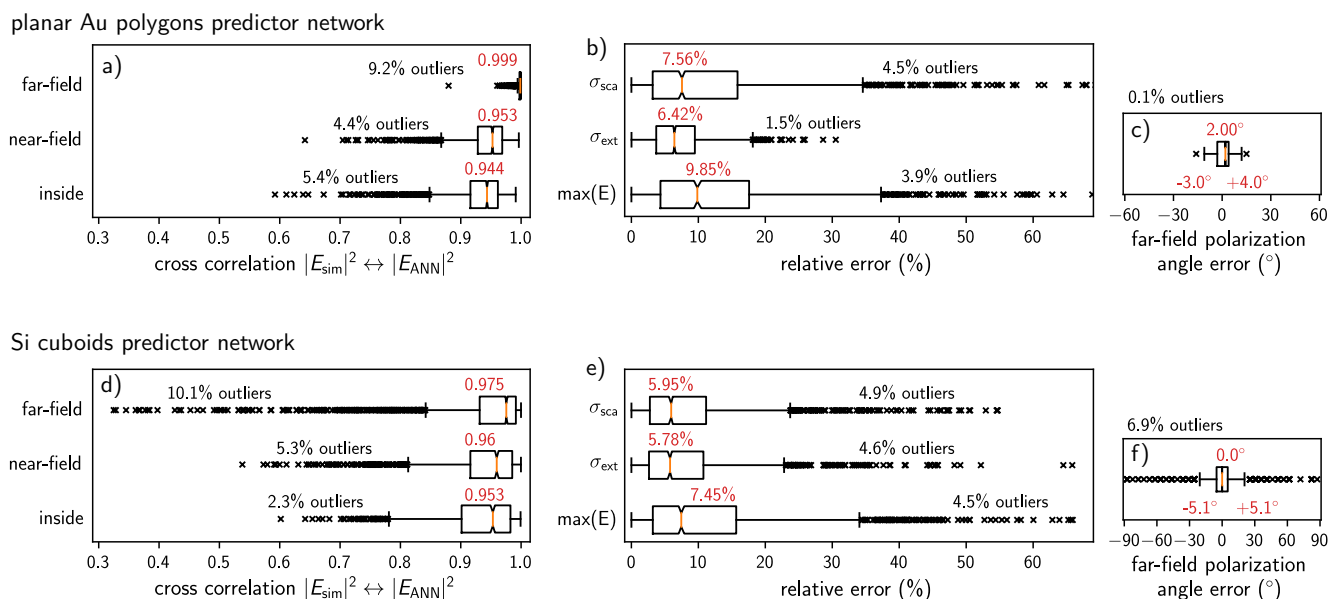 planar Au polygons predictor network
a)
far-field
near-field
inside
9.2% outliers
0.999
4.4% outliers
0.953
5.4% outliers
0.944
0.3 0.4 0.5 0.6 0.7 0.8 0.9 1.0
cross correlation |E_sim|² ↔ |E_ANN|²
b)
σ_sca
σ_ext
max(E)
7.56%
4.5% outliers
6.42%
1.5% outliers
9.85%
3.9% outliers
0 10 20 30 40 50 60
relative error (%)
0.1% outliers
c)
2.00°
-3.0° +4.0°
−60 −30 0 30 60
far-field polarization
angle error (°)
Si cuboids predictor network
d)
far-field
near-field
inside
10.1% outliers
0.975
5.3% outliers
0.96
2.3% outliers
0.953
0.3 0.4 0.5 0.6 0.7 0.8 0.9 1.0
cross correlation |E_sim|² ↔ |E_ANN|²
e)
σ_sca
σ_ext
max(E)
5.95%
4.9% outliers
5.78%
4.6% outliers
7.45%
4.5% outliers
0 10 20 30 40 50 60
relative error (%)
6.9% outliers
f)
0.0°
-5.1° +5.1°
−90 −60 −30 0 30 60 90
far-field polarization
angle error (°)